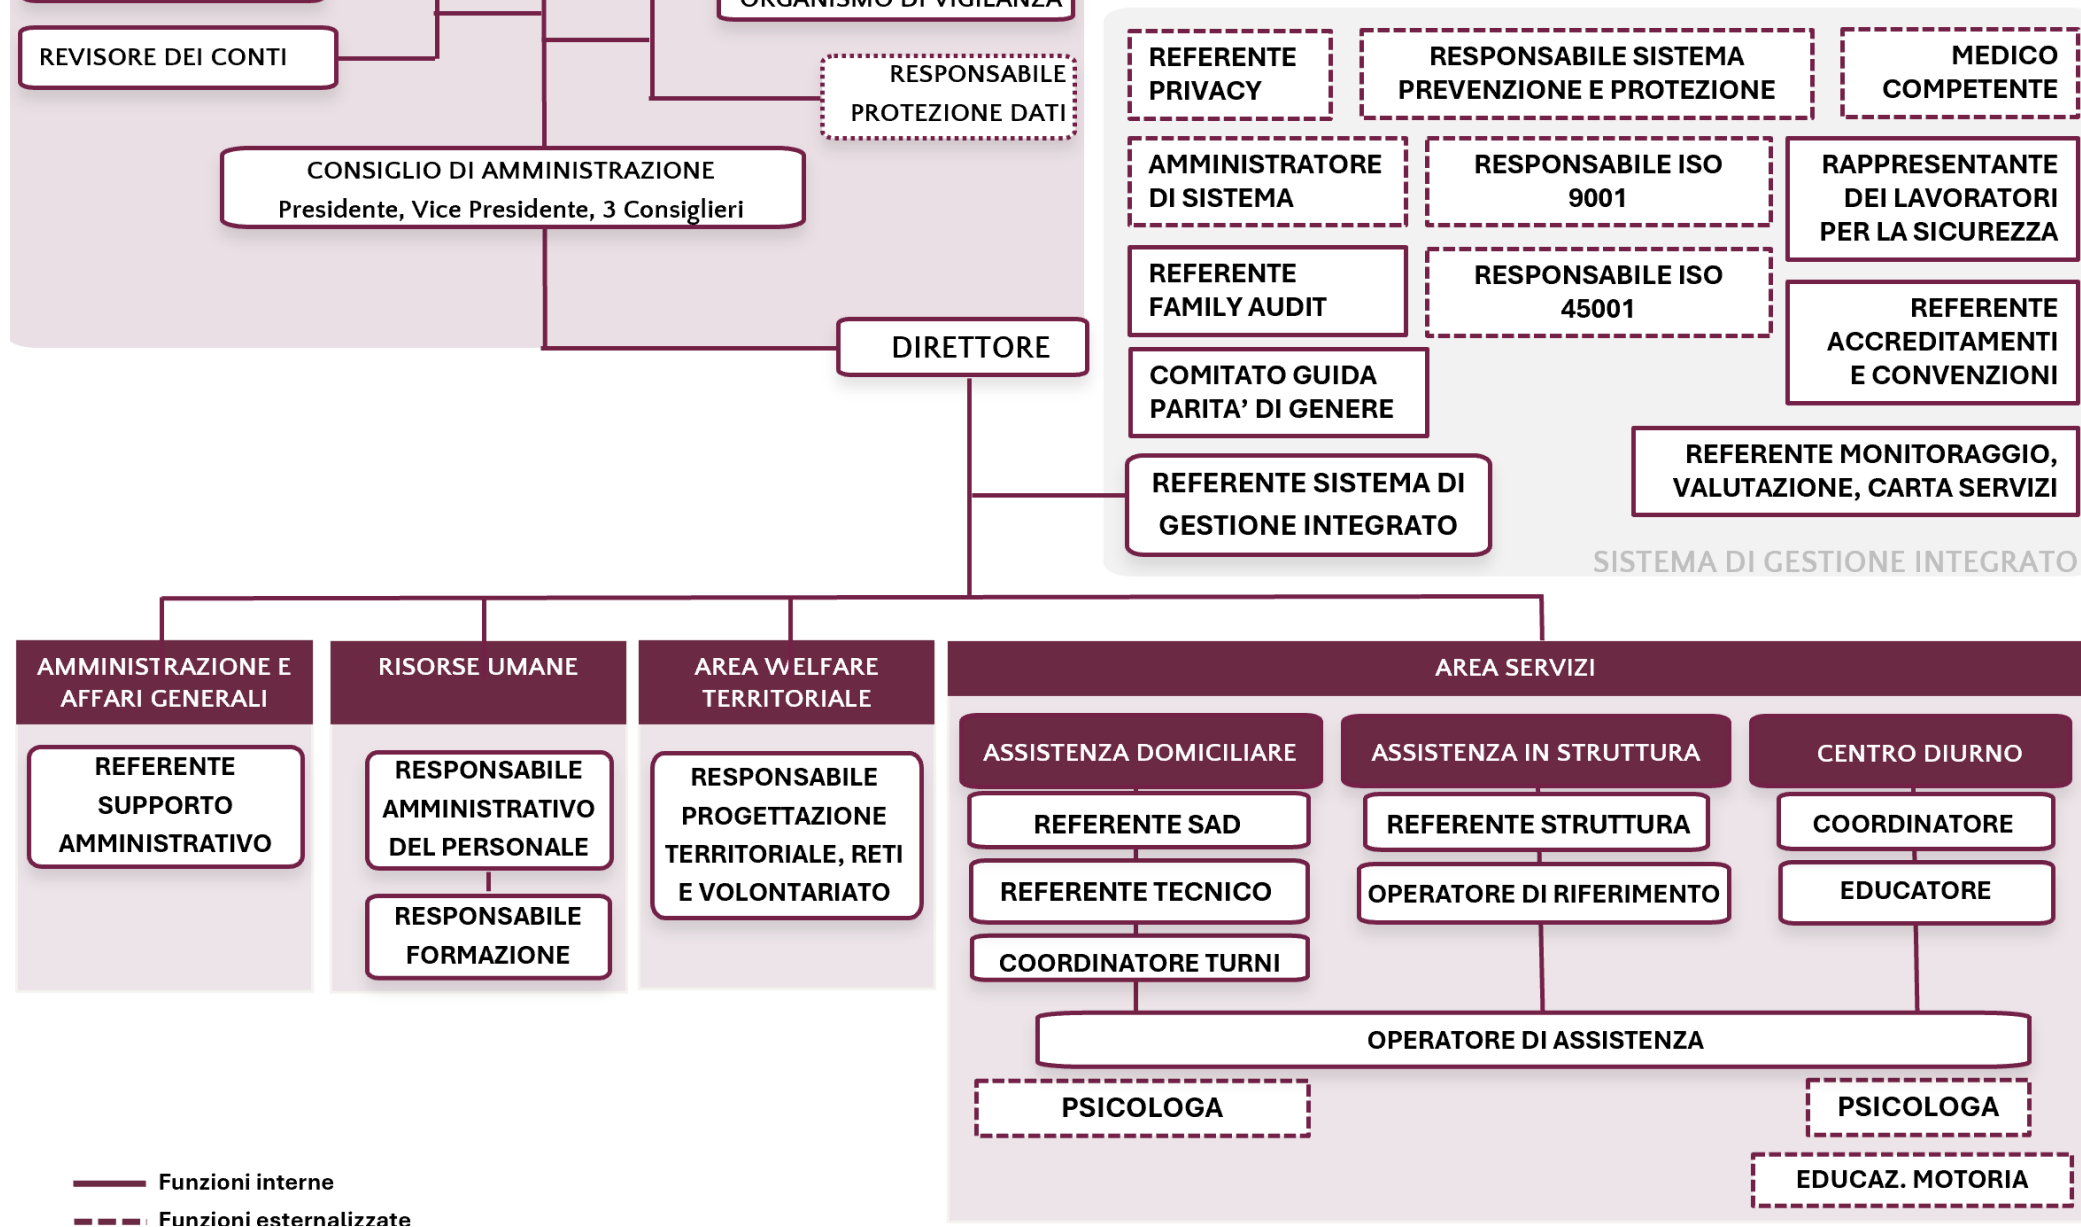 ORGANISMO DI VIGILANZA
REVISORE DEI CONTI
RESPONSABILE
PROTEZIONE DATI
CONSIGLIO DI AMMINISTRAZIONE
Presidente, Vice Presidente, 3 Consiglieri
DIRETTORE
REFERENTE
PRIVACY
RESPONSABILE SISTEMA
PREVENZIONE E PROTEZIONE
MEDICO
COMPETENTE
AMMINISTRATORE
DI SISTEMA
RESPONSABILE ISO
9001
RAPPRESENTANTE
DEI LAVORATORI
PER LA SICUREZZA
REFERENTE
FAMILY AUDIT
RESPONSABILE ISO
45001
REFERENTE
ACCREDITAMENTI
E CONVENZIONI
COMITATO GUIDA
PARITA’ DI GENERE
REFERENTE MONITORAGGIO,
VALUTAZIONE, CARTA SERVIZI
REFERENTE SISTEMA DI
GESTIONE INTEGRATO
SISTEMA DI GESTIONE INTEGRATO
AMMINISTRAZIONE E
AFFARI GENERALI
REFERENTE
SUPPORTO
AMMINISTRATIVO
RISORSE UMANE
RESPONSABILE
AMMINISTRATIVO
DEL PERSONALE
RESPONSABILE
FORMAZIONE
AREA WELFARE
TERRITORIALE
RESPONSABILE
PROGETTAZIONE
TERRITORIALE, RETI
E VOLONTARIATO
AREA SERVIZI
ASSISTENZA DOMICILIARE
REFERENTE SAD
REFERENTE TECNICO
COORDINATORE TURNI
ASSISTENZA IN STRUTTURA
REFERENTE STRUTTURA
OPERATORE DI RIFERIMENTO
CENTRO DIURNO
COORDINATORE
EDUCATORE
OPERATORE DI ASSISTENZA
PSICOLOGA
PSICOLOGA
EDUCAZ. MOTORIA
Funzioni interne
Funzioni esternalizzate